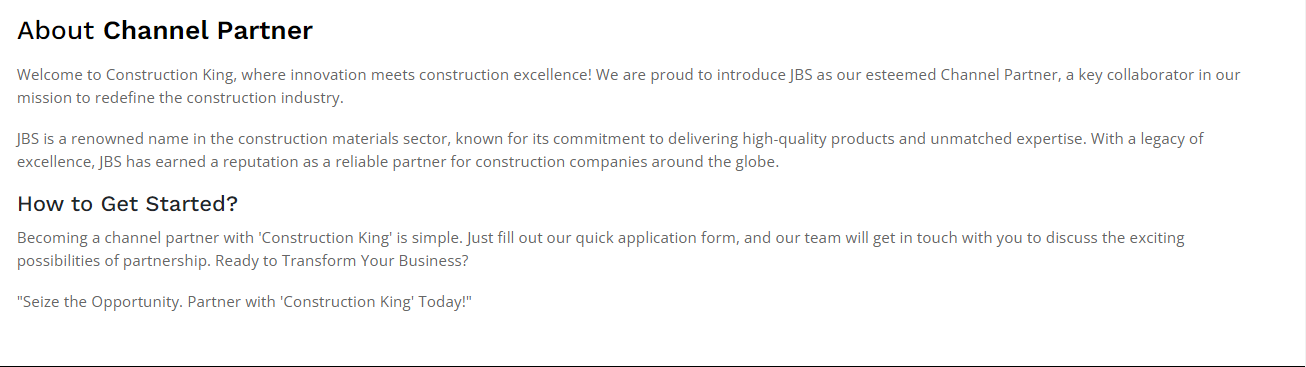 About Channel Partner
Welcome to Construction King, where innovation meets construction excellence! We are proud to introduce JBS as our esteemed Channel Partner, a key collaborator in our
mission to redefine the construction industry.
JBS is a renowned name in the construction materials sector, known for its commitment to delivering high-quality products and unmatched expertise. With a legacy of
excellence, JBS has earned a reputation as a reliable partner for construction companies around the globe.
How to Get Started?
Becoming a channel partner with 'Construction King' is simple. Just fill out our quick application form, and our team will get in touch with you to discuss the exciting
possibilities of partnership. Ready to Transform Your Business?
"Seize the Opportunity. Partner with 'Construction King' Today!"